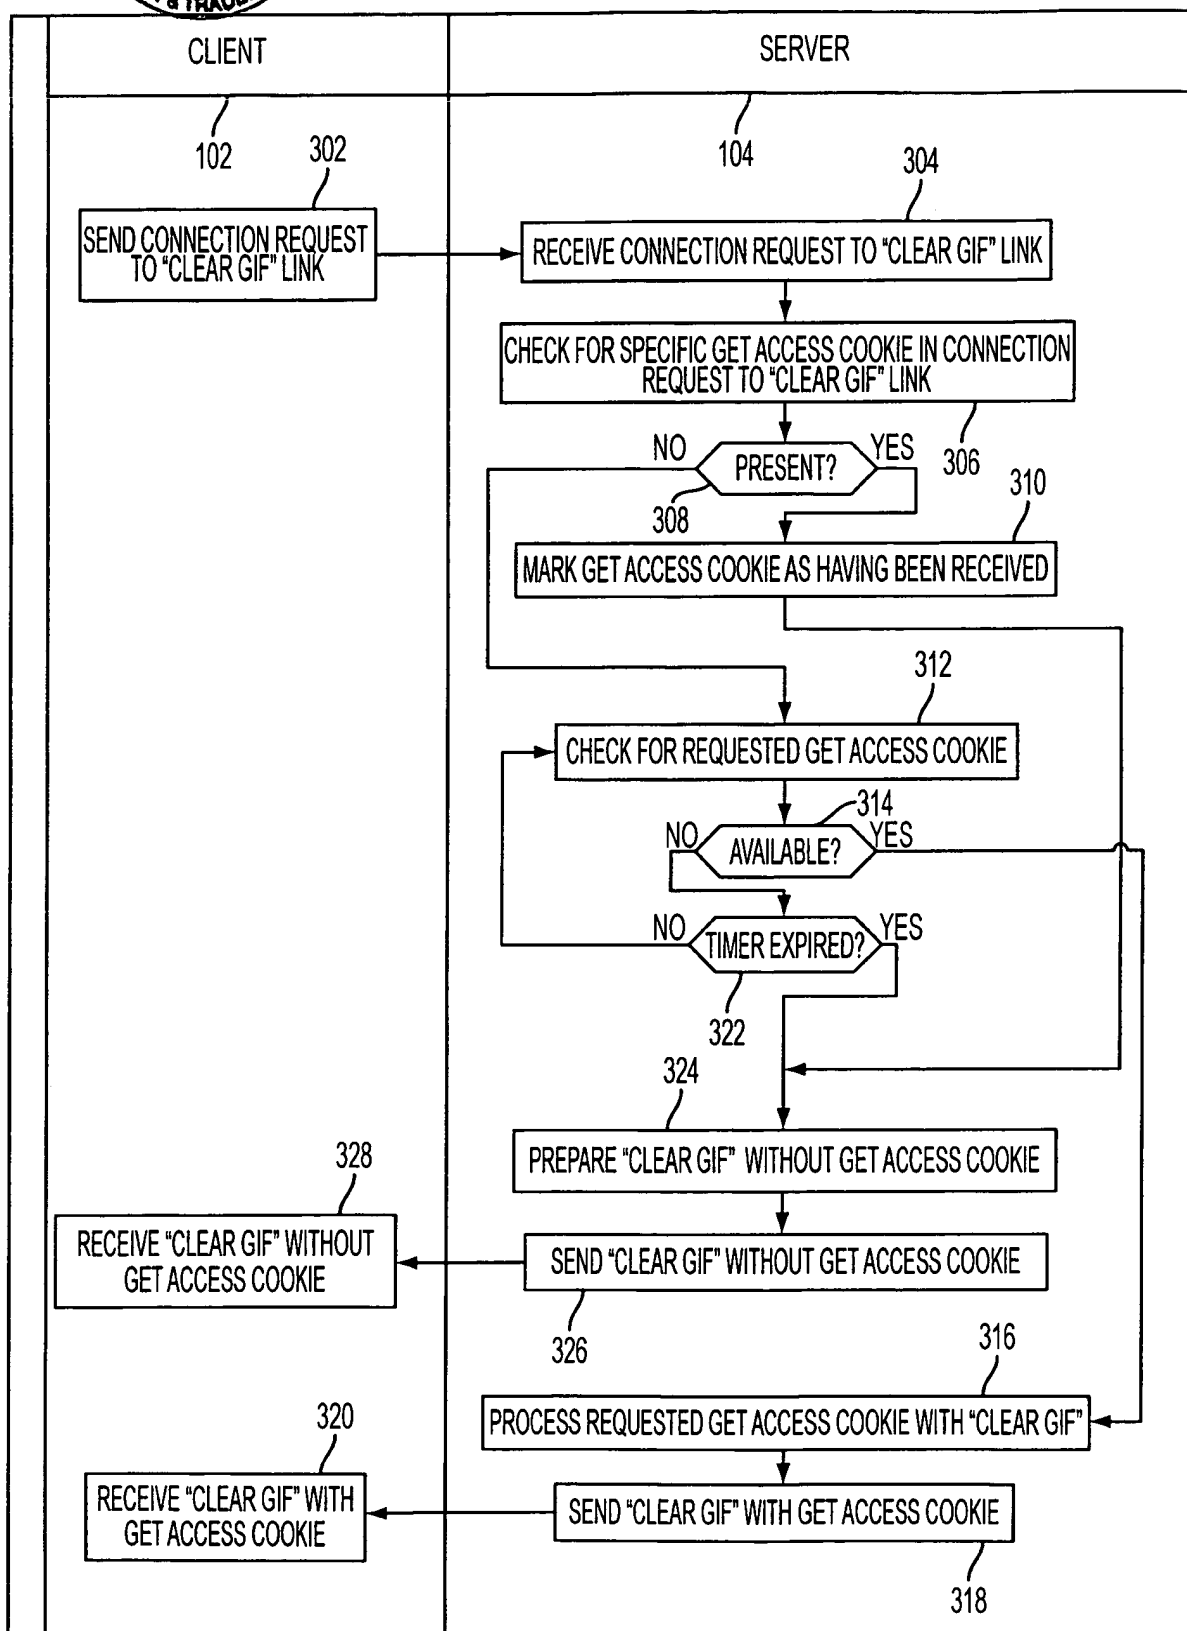 & TRADE
CLIENT
SERVER
102
104
302
304
SEND CONNECTION REQUEST
TO "CLEAR GIF" LINK
RECEIVE CONNECTION REQUEST TO "CLEAR GIF" LINK
CHECK FOR SPECIFIC GET ACCESS COOKIE IN CONNECTION
REQUEST TO "CLEAR GIF" LINK
306
NO
PRESENT?
YES
308
310
MARK GET ACCESS COOKIE AS HAVING BEEN RECEIVED
312
CHECK FOR REQUESTED GET ACCESS COOKIE
314
NO
AVAILABLE?
YES
NO
TIMER EXPIRED?
YES
322
324
PREPARE "CLEAR GIF" WITHOUT GET ACCESS COOKIE
328
RECEIVE "CLEAR GIF" WITHOUT
GET ACCESS COOKIE
SEND "CLEAR GIF" WITHOUT GET ACCESS COOKIE
326
316
PROCESS REQUESTED GET ACCESS COOKIE WITH "CLEAR GIF"
320
RECEIVE "CLEAR GIF" WITH
GET ACCESS COOKIE
SEND "CLEAR GIF" WITH GET ACCESS COOKIE
318